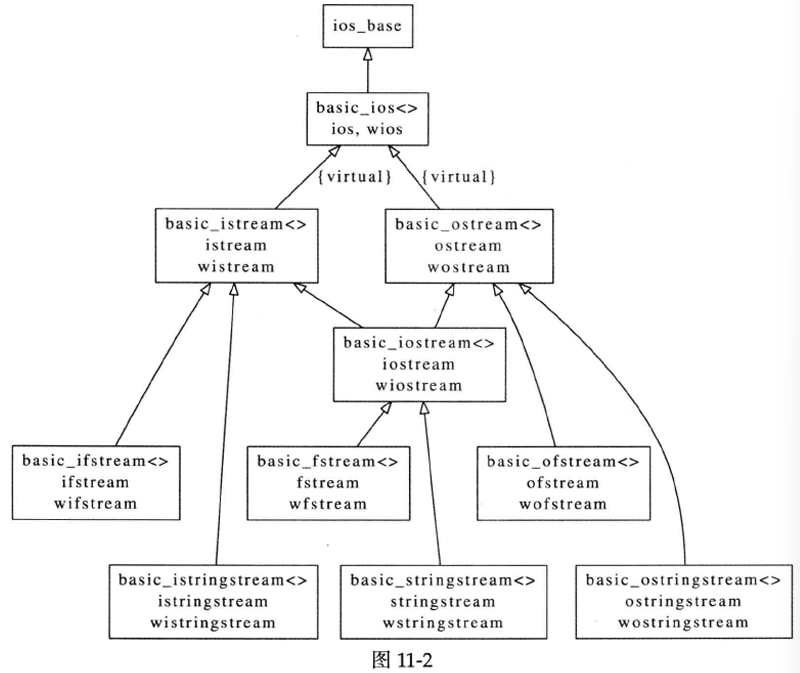 ios_base
basic_ios<>
ios, wios
{virtual}
{virtual}
basic_istream<>
istream
wistream
basic_ostream<>
ostream
wostream
basic_iostream<>
iostream
wiostream
basic_ifstream<>
ifstream
wifstream
basic_fstream<>
fstream
wfstream
basic_ofstream<>
ofstream
wofstream
basic_istringstream<>
istringstream
wistringstream
basic_stringstream<>
stringstream
wstringstream
basic_ostringstream<>
ostringstream
wostringstream
图 11-2